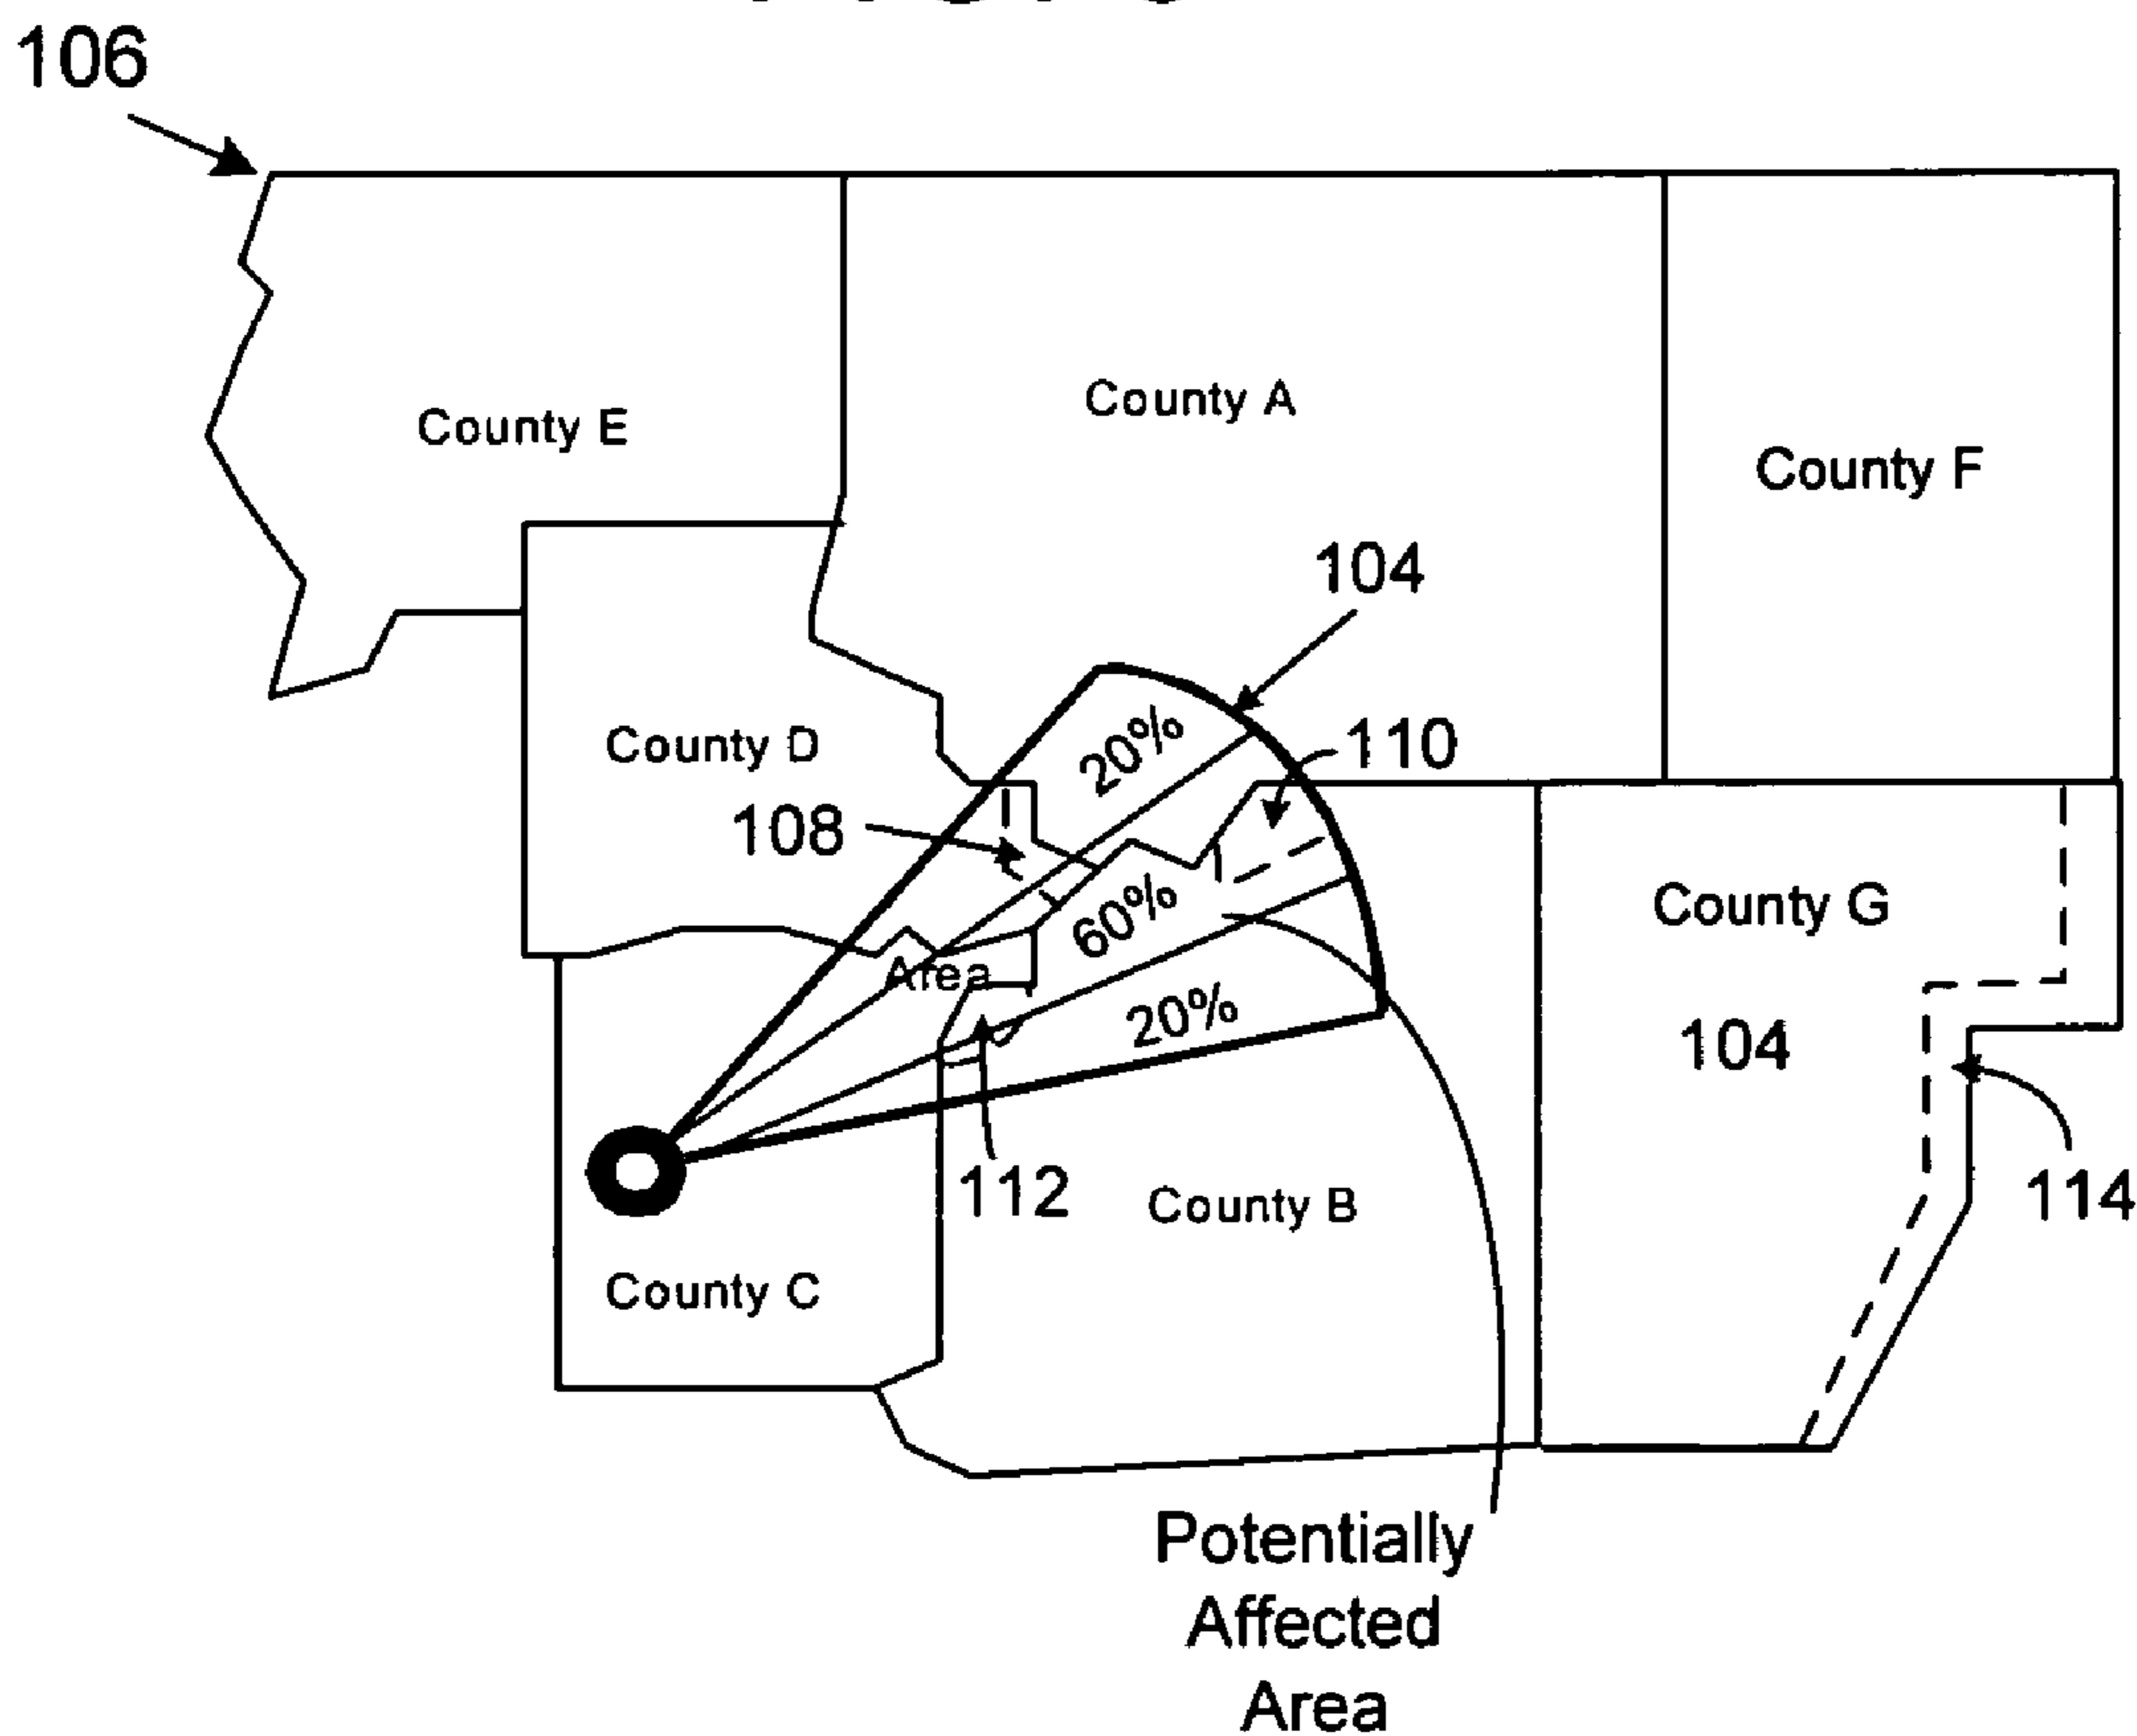 106
County A
County E
County F
104
20%
110
County D
108
60%
County G
Area
20%
104
112
County B
114
County C
Potentially
Affected
Area